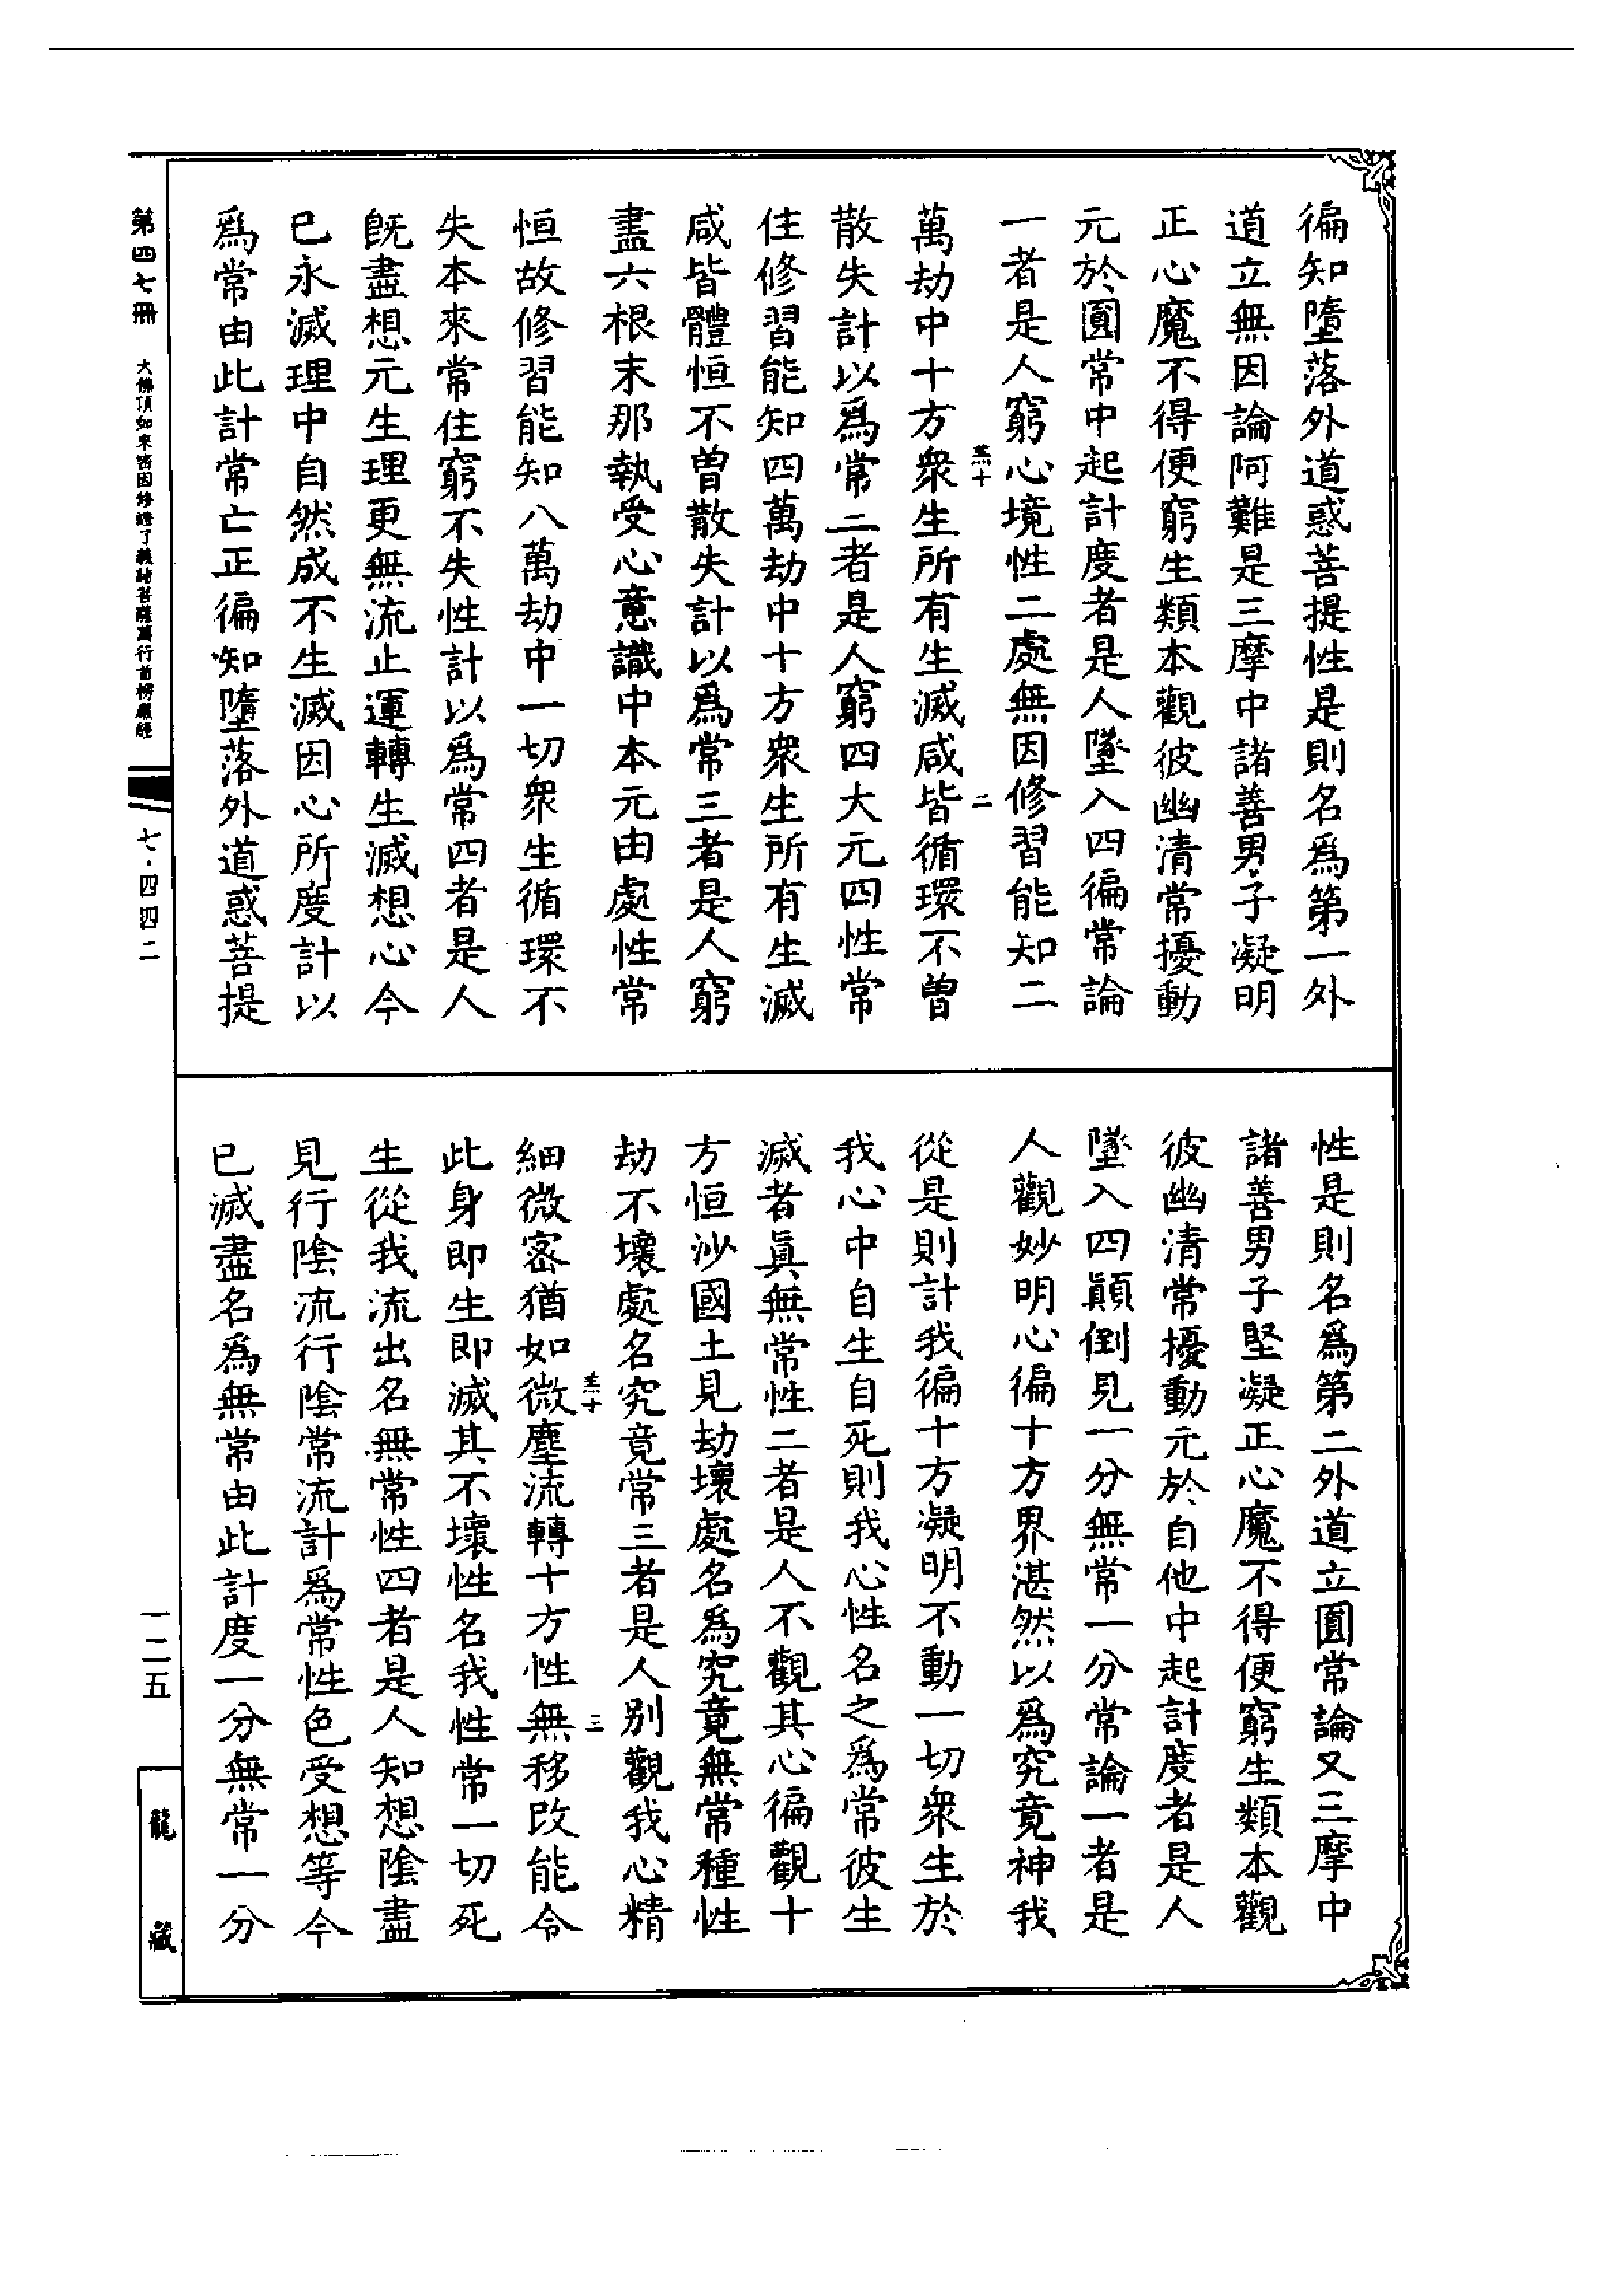 徧知墮落外道惑菩提性是則名爲第一外
道立無因論阿難是三摩中諸善男子凝明
正心魔不得便窮生類本觀彼幽清常擾動
元於圓常中起計度者是人墜入四徧常論
一者是人窮心境性二處無因修習能知二
萬劫中十方衆生所有生滅咸皆循環不曾
散失計以爲常二者是人窮四大元四性常
住修習能知四萬劫中十方衆生所有生滅
咸皆體恒不曾散失計以爲常三者是人窮
盡六根末那執受心意識中本元由處性常
恒故修習能知八萬劫中一切衆生循環不
失本來常住窮不失性計以爲常四者是人
既盡想元生理更無流止運轉生滅想心今
已永滅理中自然成不生滅因心所度計以
爲常由此計常亡正徧知墮落外道惑菩提
性是則名爲第二外道立圓常論又三摩中
諸善男子堅凝正心魔不得便窮生類本觀
彼幽清常擾動元於自他中起計度者是人
墜入四顚倒見一分無常一分常論一者是
人觀妙明心徧十方界湛然以爲究竟神我
從是則計我徧十方凝明不動一切衆生於
我心中自生自死則我心性名之爲常彼生
滅者眞無常性二者是人不觀其心徧觀十
方恒沙國土見劫壞處名爲究竟無常種性
劫不壞處名究竟常三者是人別觀我心精
細微密猶如微塵流轉十方性無移改能令
此身即生即滅其不壞性名我性常一切死
生從我流出名無常性四者是人知想陰盡
見行陰流行陰常流計爲常性色受想等今
已滅盡名爲無常由此計度一分無常一分
第四七冊 大佛頂如來密因修證了義諸菩薩萬行首楞嚴經 七·四四二
一二五
龍藏
二
三